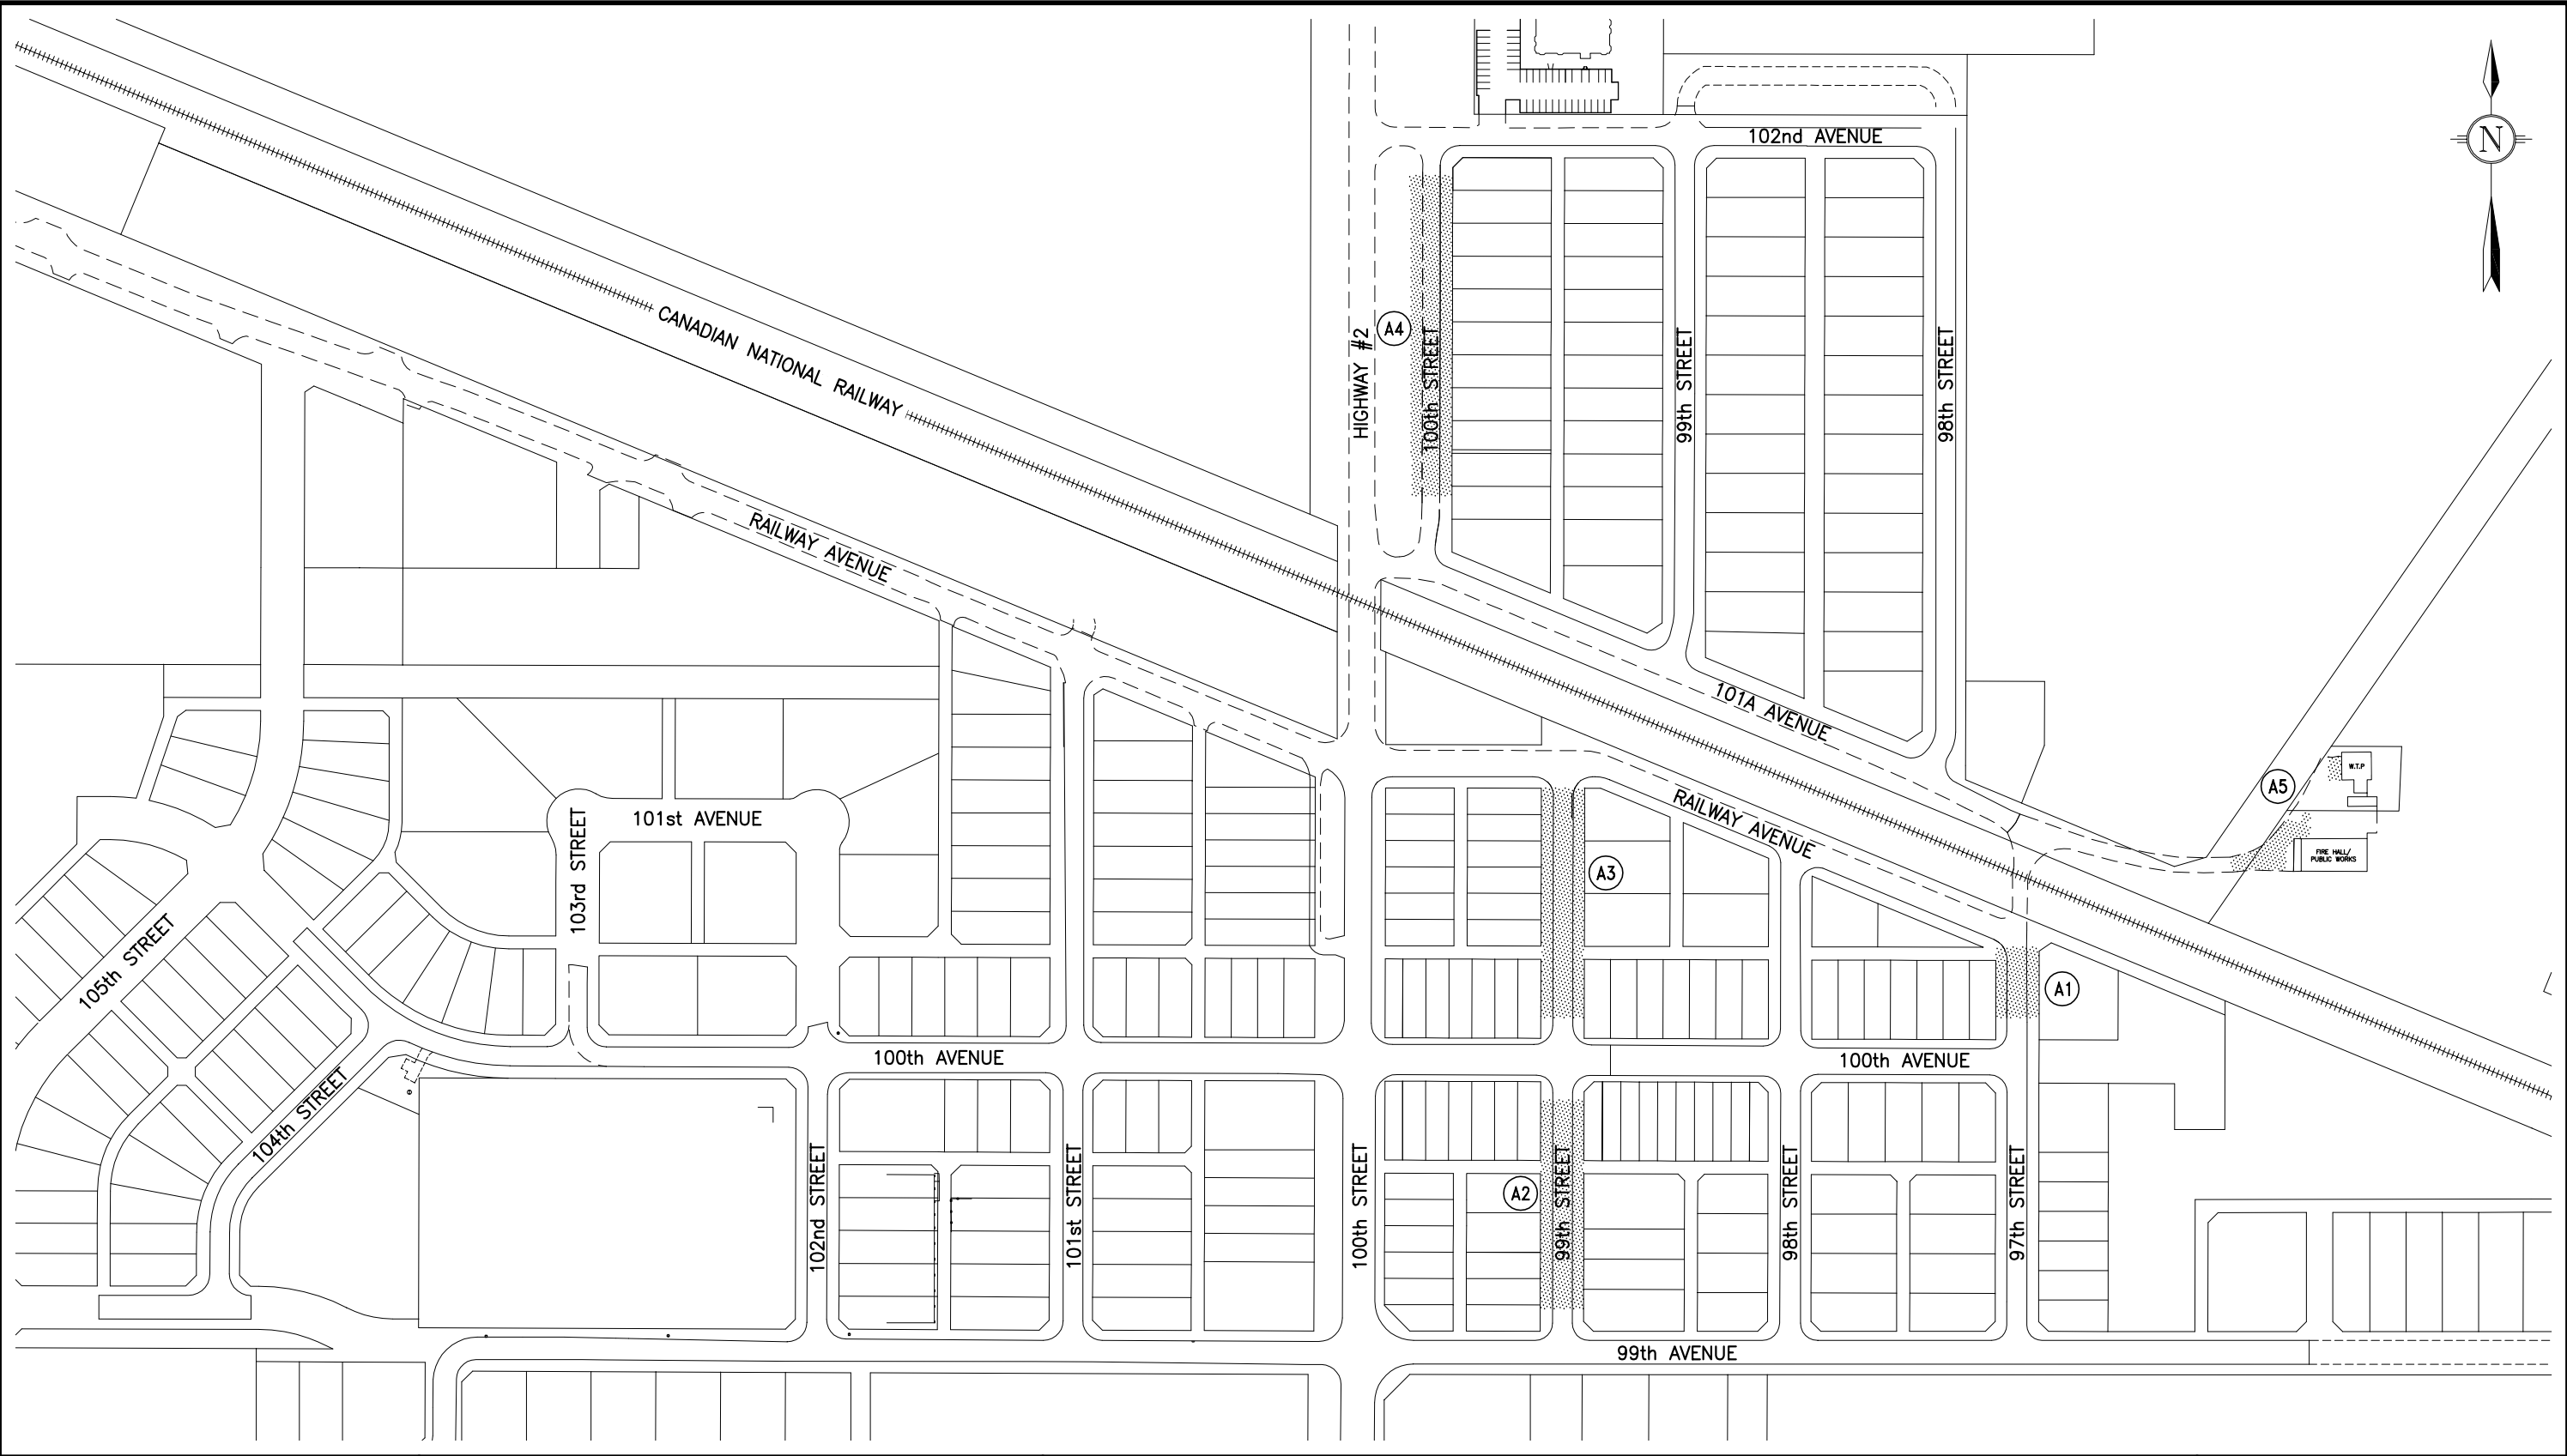 102nd AVENUE
N
CANADIAN NATIONAL RAILWAY
HIGHWAY #2
A4
100th STREET
99th STREET
98th STREET
RAILWAY AVENUE
101A AVENUE
W.T.P
A5
RAILWAY AVENUE
103rd STREET
101st AVENUE
A3
FIRE HALL/
PUBLIC WORKS
105th STREET
A1
100th AVENUE
100th AVENUE
104th STREET
102nd STREET
101st STREET
100th STREET
A2
99th STREET
98th STREET
97th STREET
99th AVENUE